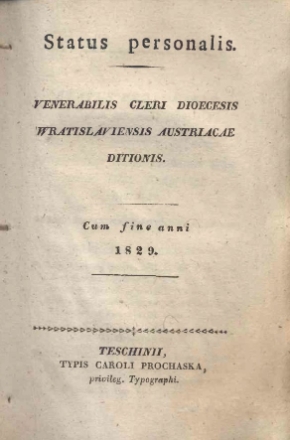 Status personalis.
VENERABILIS CLERI DIOECESIS
WRATISLAVIENSIS AUSTRIACAE
DITIONIS.
Cum fine anni
1829.
TESCHINII,
TYPIS CAROLI PROCHASKA,
privileg. Typographi.